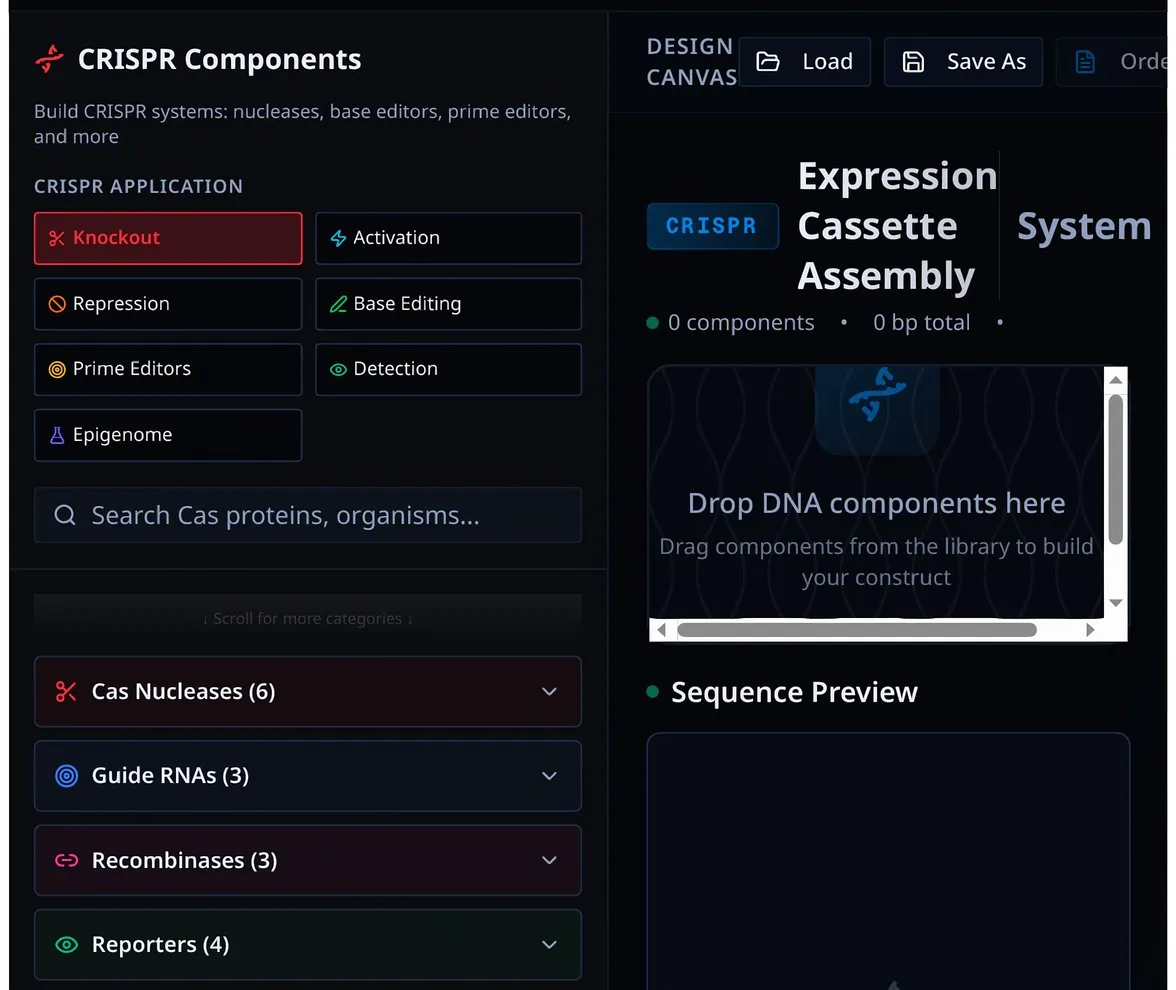 CRISPR Components
Build CRISPR systems: nucleases, base editors, prime editors,
and more
CRISPR APPLICATION
Knockout
Activation
Repression
Base Editing
Prime Editors
Detection
Epigenome
Search Cas proteins, organisms...
↓ Scroll for more categories ↓
Cas Nucleases (6)
Guide RNAs (3)
Recombinases (3)
Reporters (4)
DESIGN
CANVAS
Load
Save As
Orde
CRISPR
Expression
Cassette
Assembly
System
0 components • 0 bp total •
Drop DNA components here
Drag components from the library to build
your construct
Sequence Preview